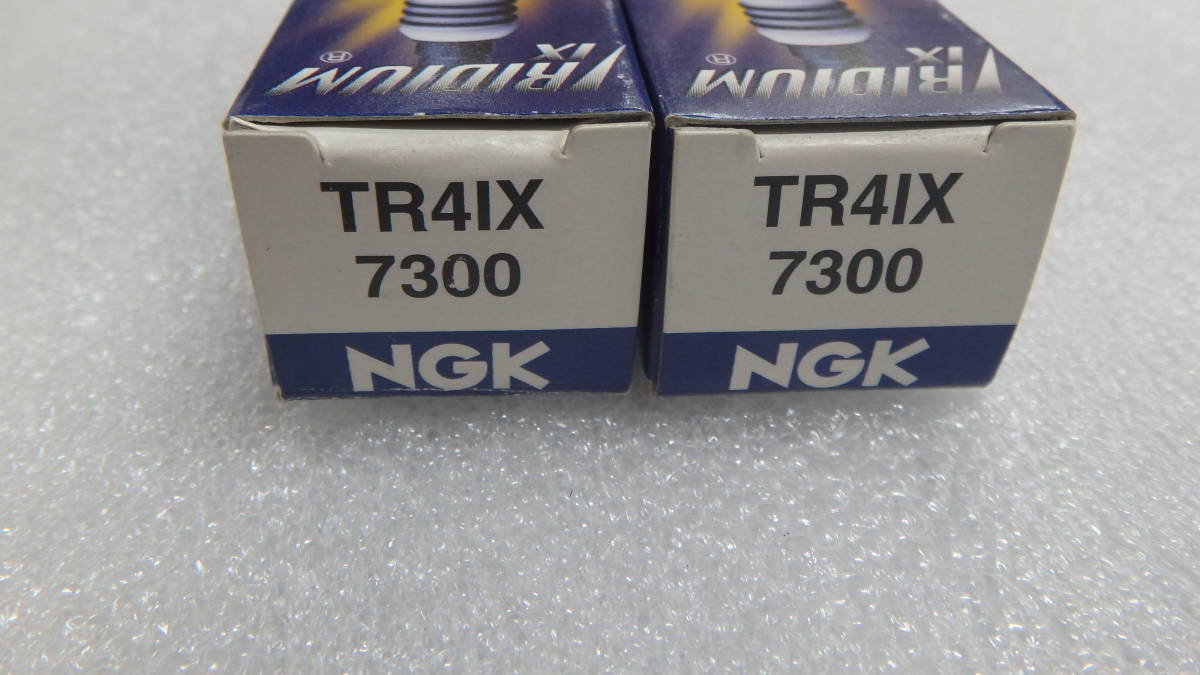 IRIDIUM®
IX
TR4IX
7300
NGK
IRIDIUM®
IX
TR4IX
7300
NGK